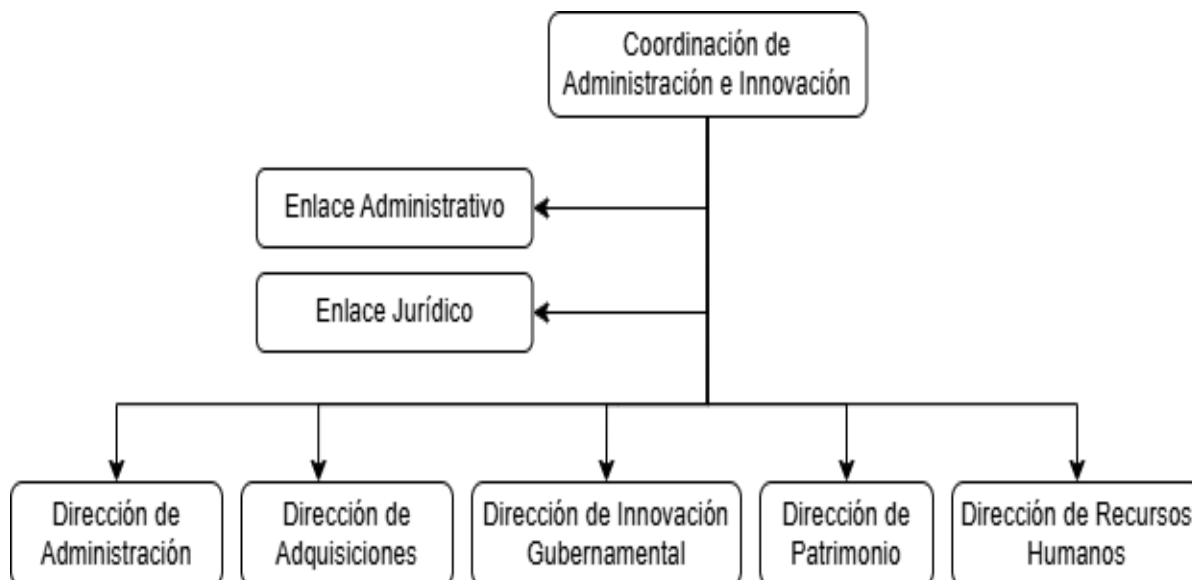 Coordinación de
Administración e Innovación
Enlace Administrativo
Enlace Jurídico
Dirección de
Administración
Dirección de
Adquisiciones
Dirección de Innovación
Gubernamental
Dirección de
Patrimonio
Dirección de Recursos
Humanos